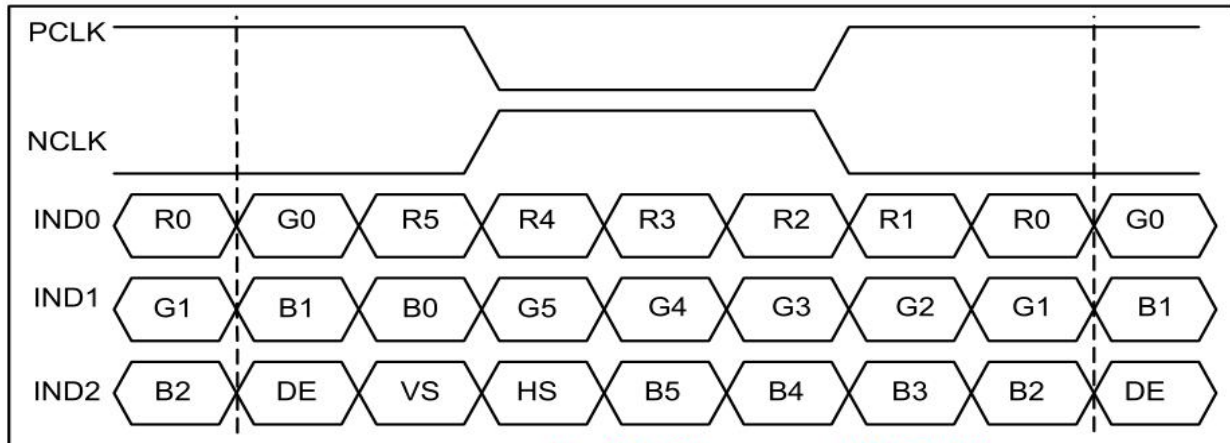 PCLK
NCLK
IND0 R0 G0 R5 R4 R3 R2 R1 R0 G0
IND1 G1 B1 B0 G5 G4 G3 G2 G1 B1
IND2 B2 DE VS HS B5 B4 B3 B2 DE